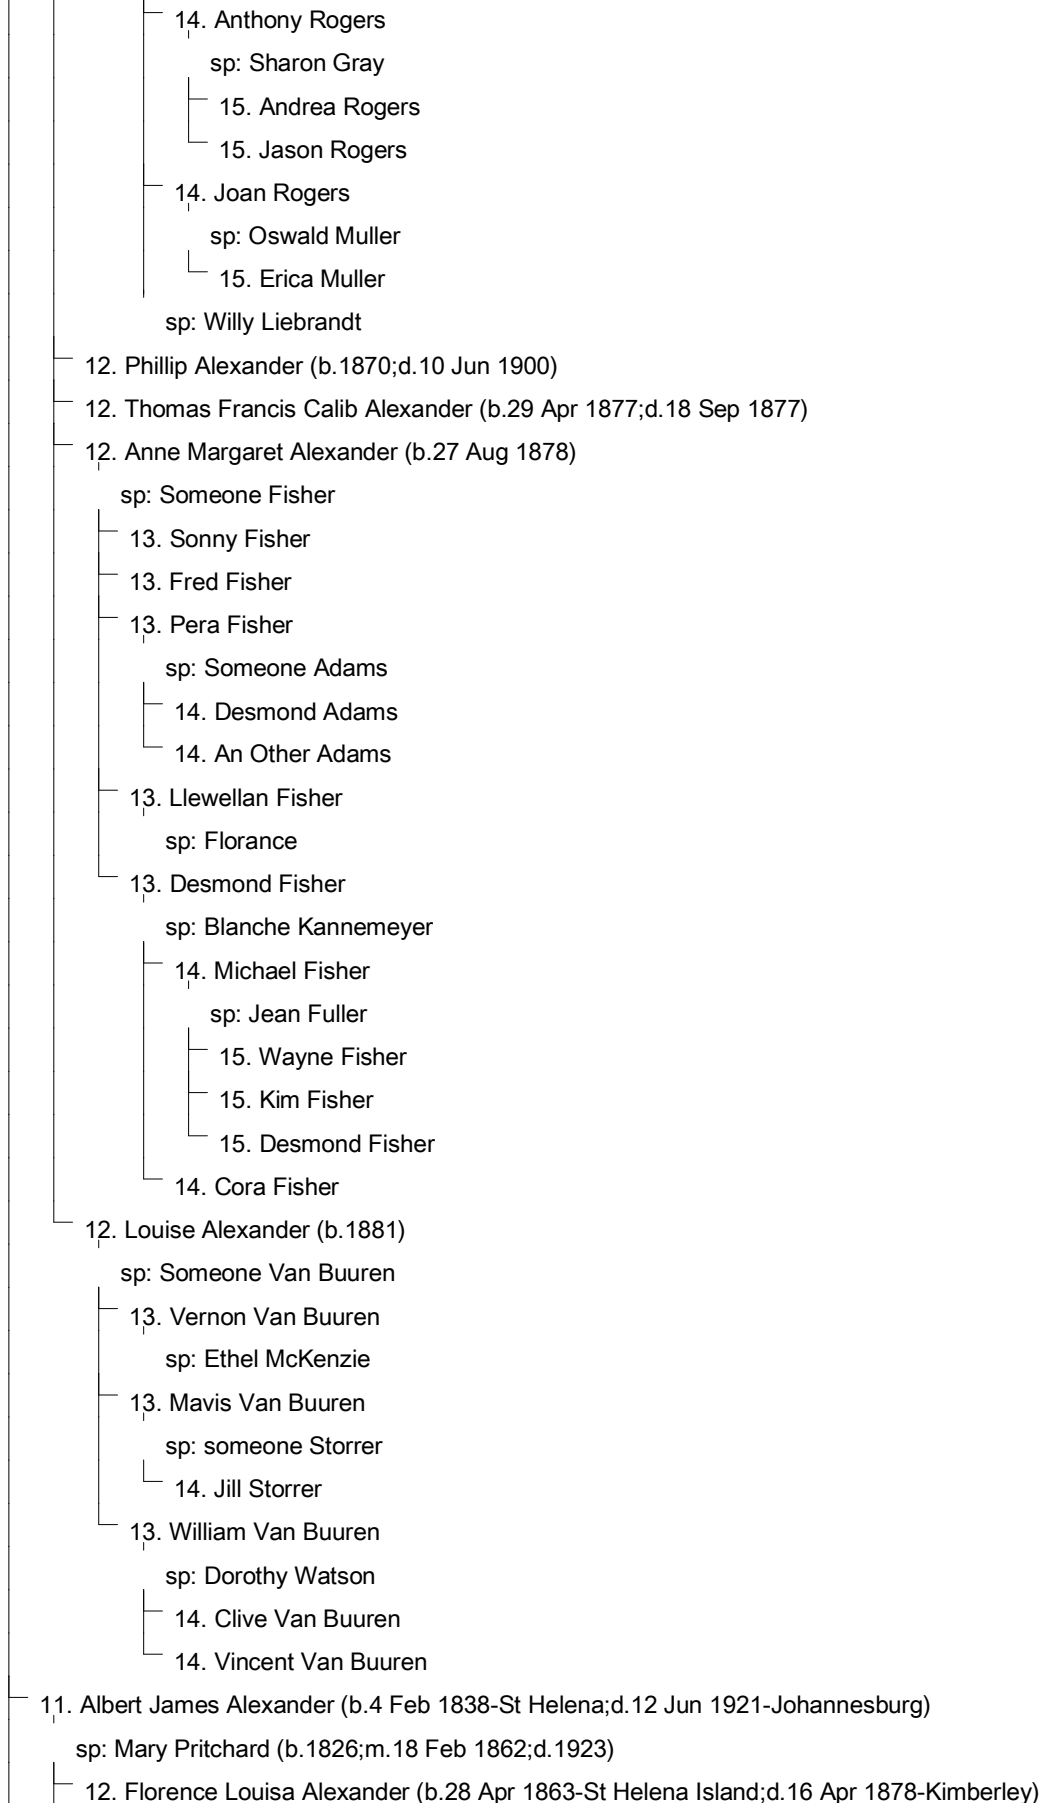 14. Anthony Rogers
sp: Sharon Gray
15. Andrea Rogers
15. Jason Rogers
14. Joan Rogers
sp: Oswald Muller
15. Erica Muller
sp: Willy Liebrandt
12. Phillip Alexander (b.1870;d.10 Jun 1900)
12. Thomas Francis Calib Alexander (b.29 Apr 1877;d.18 Sep 1877)
12. Anne Margaret Alexander (b.27 Aug 1878)
sp: Someone Fisher
13. Sonny Fisher
13. Fred Fisher
13. Pera Fisher
sp: Someone Adams
14. Desmond Adams
14. An Other Adams
13. Llewellan Fisher
sp: Florance
13. Desmond Fisher
sp: Blanche Kannemeyer
14. Michael Fisher
sp: Jean Fuller
15. Wayne Fisher
15. Kim Fisher
15. Desmond Fisher
14. Cora Fisher
12. Louise Alexander (b.1881)
sp: Someone Van Buuren
13. Vernon Van Buuren
sp: Ethel McKenzie
13. Mavis Van Buuren
sp: someone Storrer
14. Jill Storrer
13. William Van Buuren
sp: Dorothy Watson
14. Clive Van Buuren
14. Vincent Van Buuren
11. Albert James Alexander (b.4 Feb 1838-St Helena;d.12 Jun 1921-Johannesburg)
sp: Mary Pritchard (b.1826;m.18 Feb 1862;d.1923)
12. Florence Louisa Alexander (b.28 Apr 1863-St Helena Island;d.16 Apr 1878-Kimberley)